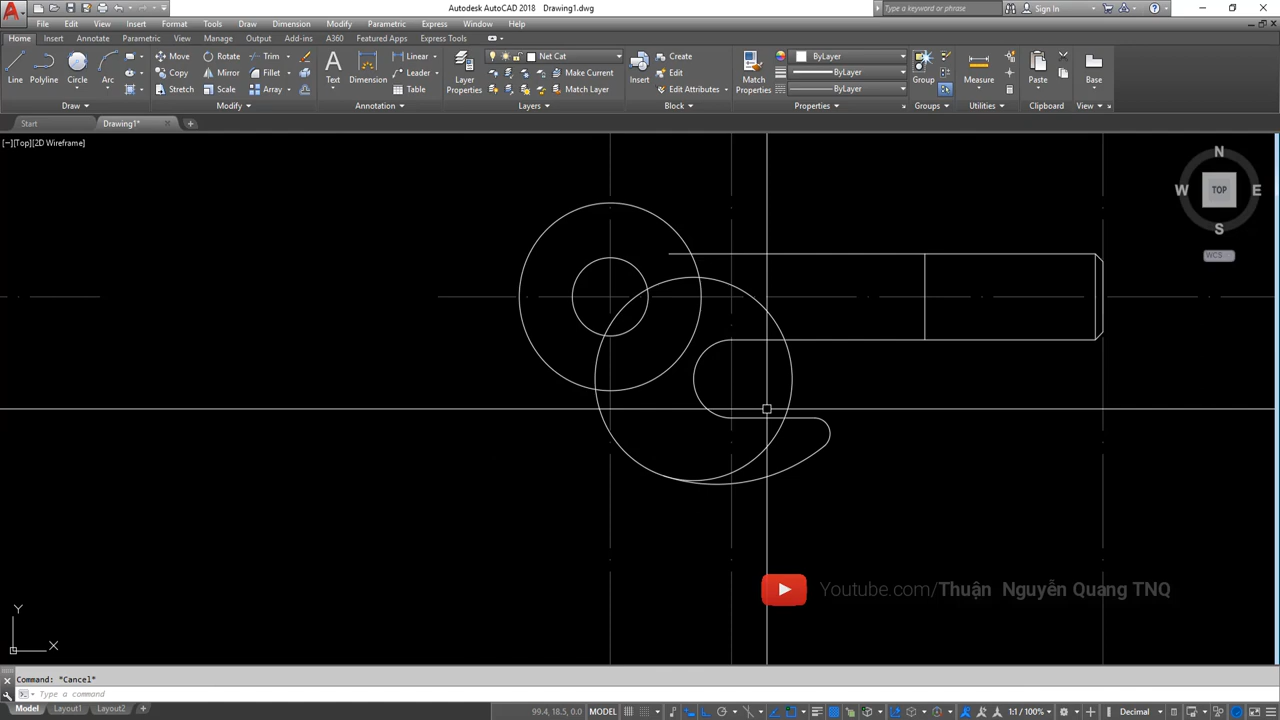 Autodesk AutoCAD 2018 Drawing1.dwg
Type a keyword or phrase
Sign In
File Edit View Insert Format Tools Draw Dimension Modify Parametric Express Window Help
Home Insert Annotate Parametric View Manage Output Add-ins A360 Featured Apps Express Tools
Line
Polyline
Circle
Arc
Move
Rotate
Trim
Copy
Mirror
Fillet
Stretch
Scale
Array
Text
Dimension
Linear
Leader
Table
Layer
Properties
Net Cat
Make Current
Match Layer
Insert
Create
Edit
Edit Attributes
Match
Properties
ByLayer
ByLayer
ByLayer
Group
Measure
Paste
Base
Draw Modify Annotation Layers Block Properties Groups Utilities Clipboard View
Start Drawing1*
[−][Top][2D Wireframe]
N
W TOP E
S
WCS
Youtube.com/Thuận Nguyễn Quang TNQ
Y
X
Command: *Cancel*
Type a command
Model Layout1 Layout2
99.4, 18.5, 0.0 MODEL
1:1 / 100%
Decimal